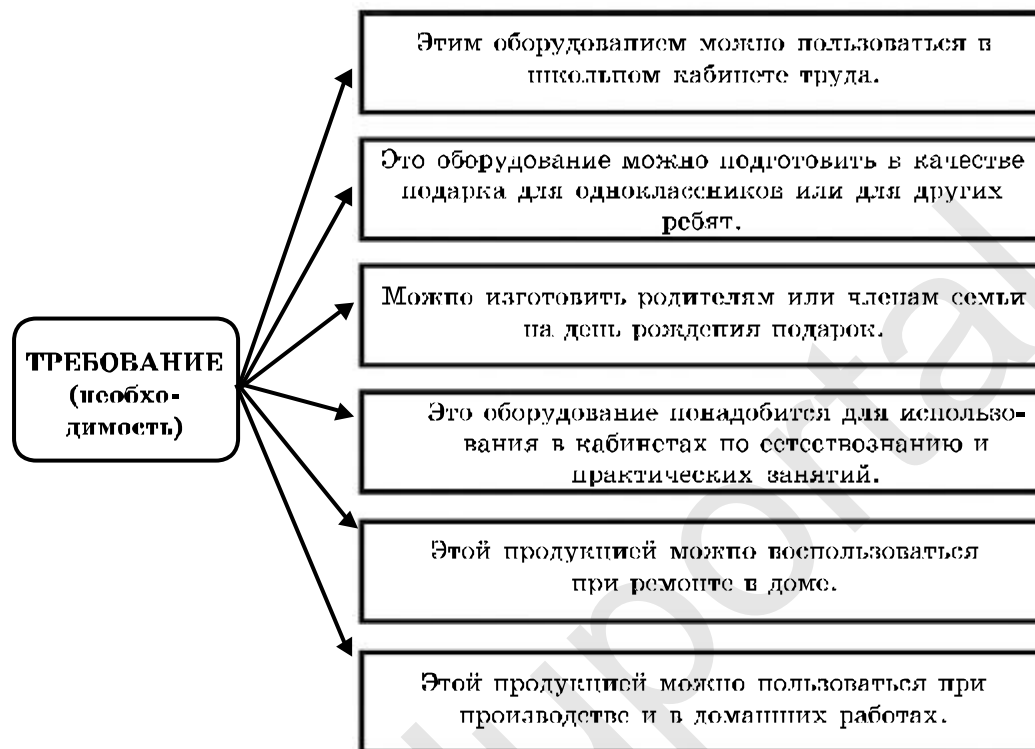 Этим оборудованием можно пользоваться в
школьном кабинете труда.
Это оборудование можно подготовить в качестве
подарка для одноклассников или для других
ребят.
Можно изготовить родителям или членам семьи
на день рождения подарок.
ТРЕБОВАНИЕ
(необхо-
димость)
Это оборудование понадобится для использо-
вания в кабинетах по естествознанию и
практических занятий.
Этой продукцией можно воспользоваться
при ремонте в доме.
Этой продукцией можно пользоваться при
производстве и в домашних работах.
uportal